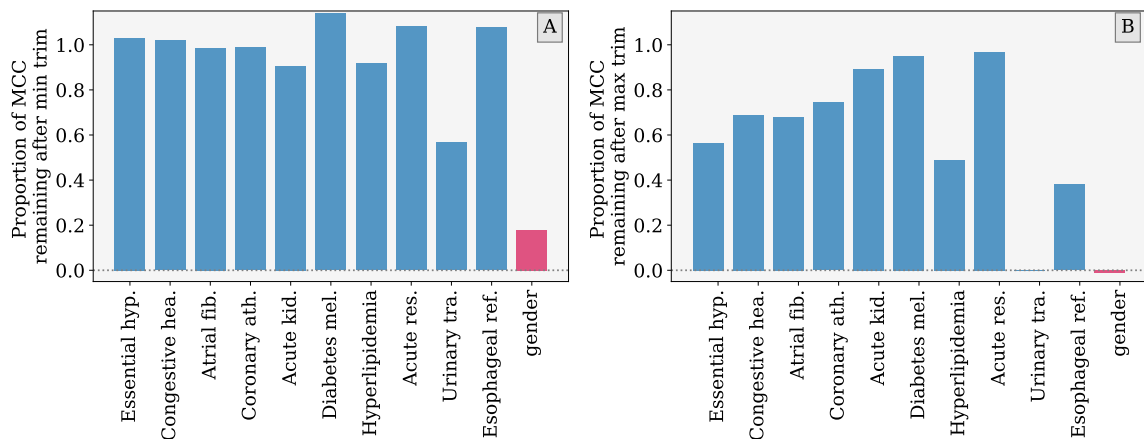 A
Proportion of MCC
remaining after min trim
1.0
0.8
0.6
0.4
0.2
0.0
Essential hyp.
Congestive hea.
Atrial fib.
Coronary ath.
Acute kid.
Diabetes mel.
Hyperlipidemia
Acute res.
Urinary tra.
Esophageal ref.
gender
B
Proportion of MCC
remaining after max trim
1.0
0.8
0.6
0.4
0.2
0.0
Essential hyp.
Congestive hea.
Atrial fib.
Coronary ath.
Acute kid.
Diabetes mel.
Hyperlipidemia
Acute res.
Urinary tra.
Esophageal ref.
gender